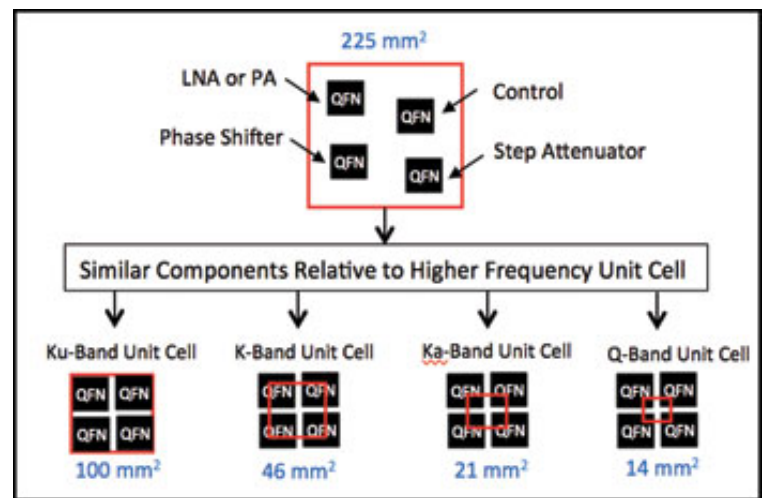 225 mm²
LNA or PA
QFN
QFN
Control
Phase Shifter
QFN
QFN
Step Attenuator
Similar Components Relative to Higher Frequency Unit Cell
Ku-Band Unit Cell
K-Band Unit Cell
Ka-Band Unit Cell
Q-Band Unit Cell
QFN QFN
QFN QFN
QFN QFN
QFN QFN
QFN QFN
QFN QFN
QFN QFN
QFN QFN
100 mm²
46 mm²
21 mm²
14 mm²